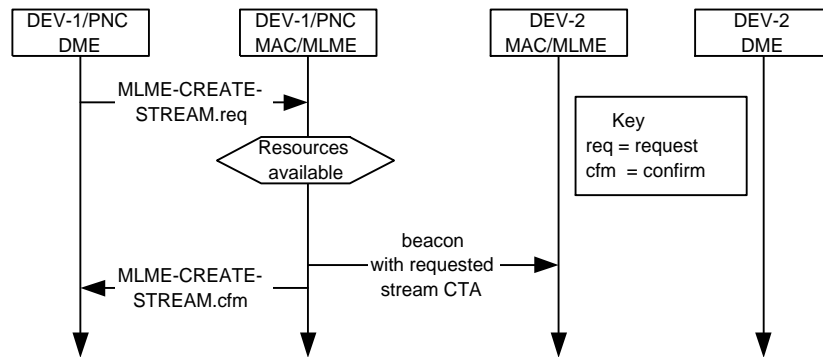 DEV-1/PNC
DME
DEV-1/PNC
MAC/MLME
DEV-2
MAC/MLME
DEV-2
DME
MLME-CREATE-
STREAM.req
Resources
available
Key
req = request
cfm = confirm
beacon
with requested
stream CTA
MLME-CREATE-
STREAM.cfm